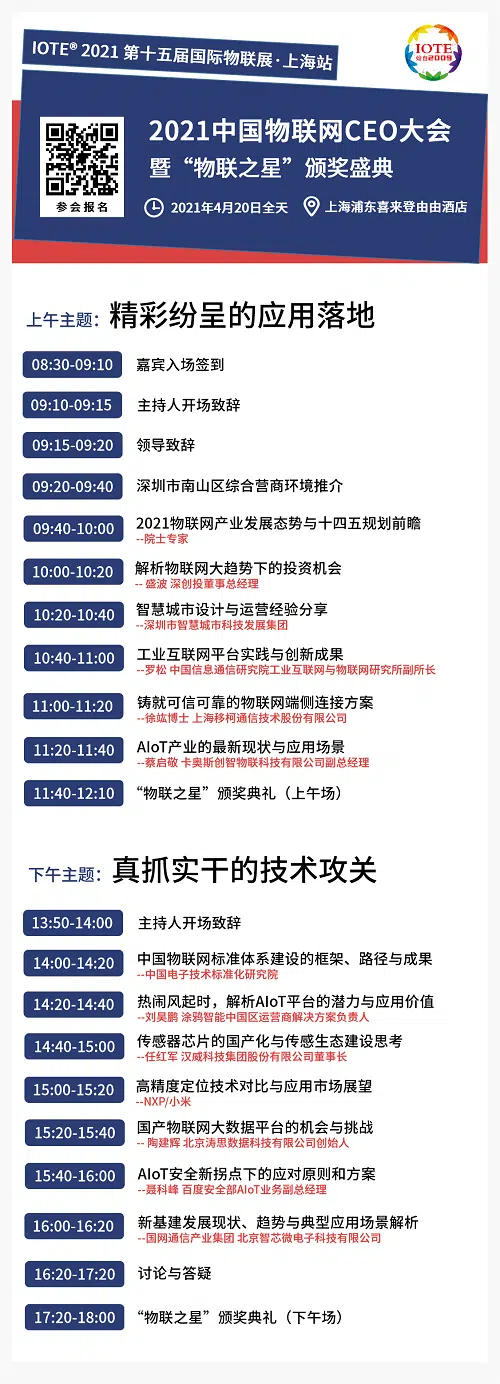 IOTE® 2021 第十五届国际物联展·上海站
IOTE
始自2009
2021中国物联网CEO大会
暨“物联之星”颁奖盛典
参会报名
2021年4月20日全天
上海浦东喜来登由由酒店
上午主题：精彩纷呈的应用落地
08:30-09:10 嘉宾入场签到
09:10-09:15 主持人开场致辞
09:15-09:20 领导致辞
09:20-09:40 深圳市南山区综合营商环境推介
09:40-10:00 2021物联网产业发展态势与十四五规划前瞻
--院士专家
10:00-10:20 解析物联网大趋势下的投资机会
-- 盛波 深创投董事总经理
10:20-10:40 智慧城市设计与运营经验分享
--深圳市智慧城市科技发展集团
10:40-11:00 工业互联网平台实践与创新成果
--罗松 中国信息通信研究院工业互联网与物联网研究所副所长
11:00-11:20 铸就可信可靠的物联网端侧连接方案
--徐竑博士 上海移柯通信技术股份有限公司
11:20-11:40 AIoT产业的最新现状与应用场景
--蔡启敬 卡奥斯创智物联科技有限公司副总经理
11:40-12:10 “物联之星”颁奖典礼（上午场）
下午主题：真抓实干的技术攻关
13:50-14:00 主持人开场致辞
14:00-14:20 中国物联网标准体系建设的框架、路径与成果
--中国电子技术标准化研究院
14:20-14:40 热闹风起时，解析AIoT平台的潜力与应用价值
--刘昊鹏 涂鸦智能中国区运营商解决方案负责人
14:40-15:00 传感器芯片的国产化与传感生态建设思考
--任红军 汉威科技集团股份有限公司董事长
15:00-15:20 高精度定位技术对比与应用市场展望
--NXP/小米
15:20-15:40 国产物联网大数据平台的机会与挑战
-- 陶建辉 北京涛思数据科技有限公司创始人
15:40-16:00 AIoT安全新拐点下的应对原则和方案
--聂科峰 百度安全部AIoT业务副总经理
16:00-16:20 新基建发展现状、趋势与典型应用场景解析
--国网通信产业集团 北京智芯微电子科技有限公司
16:20-17:20 讨论与答疑
17:20-18:00 “物联之星”颁奖典礼（下午场）